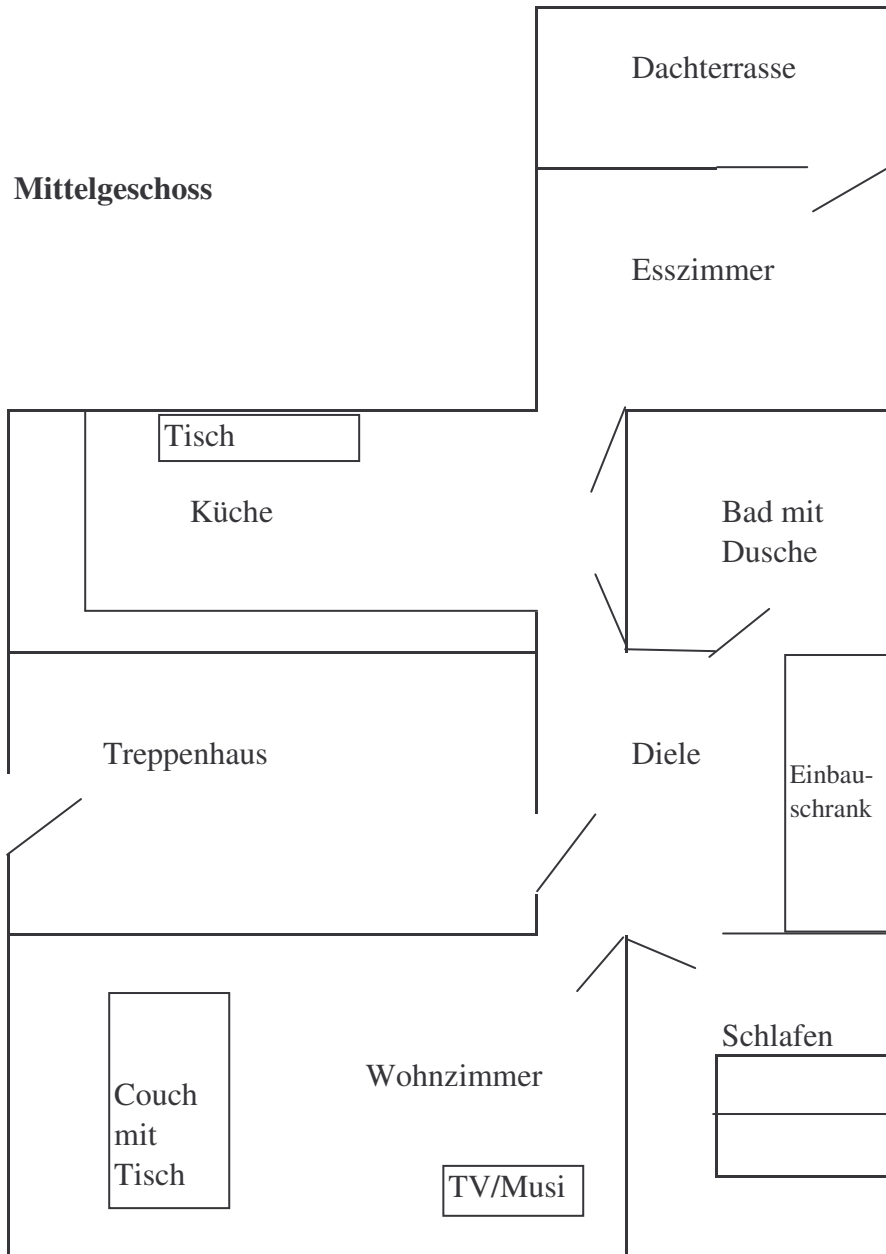 Dachterrasse
Mittelgeschoss
Esszimmer
Tisch
Küche
Bad mit
Dusche
Treppenhaus
Diele
Einbau-
schrank
Schlafen
Wohnzimmer
Couch
mit
Tisch
TV/Musi